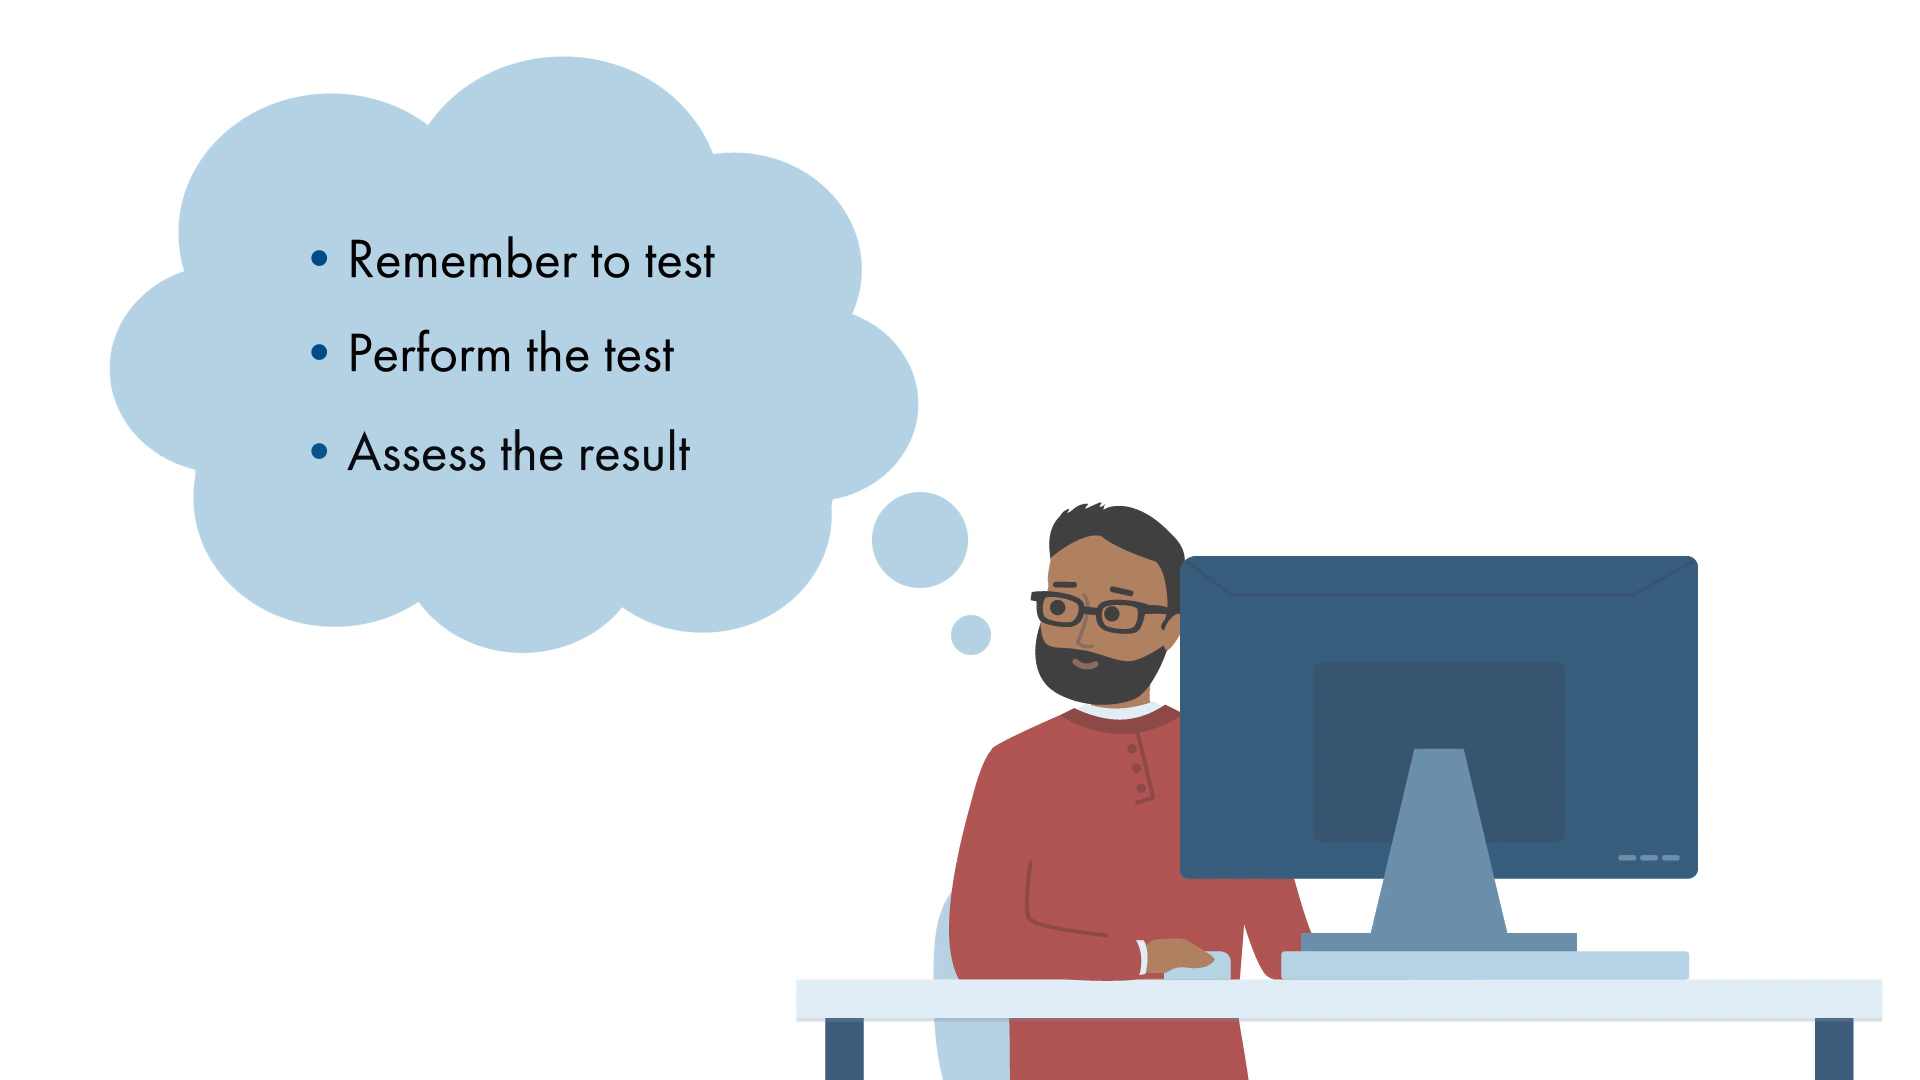 • Remember to test
• Perform the test
• Assess the result